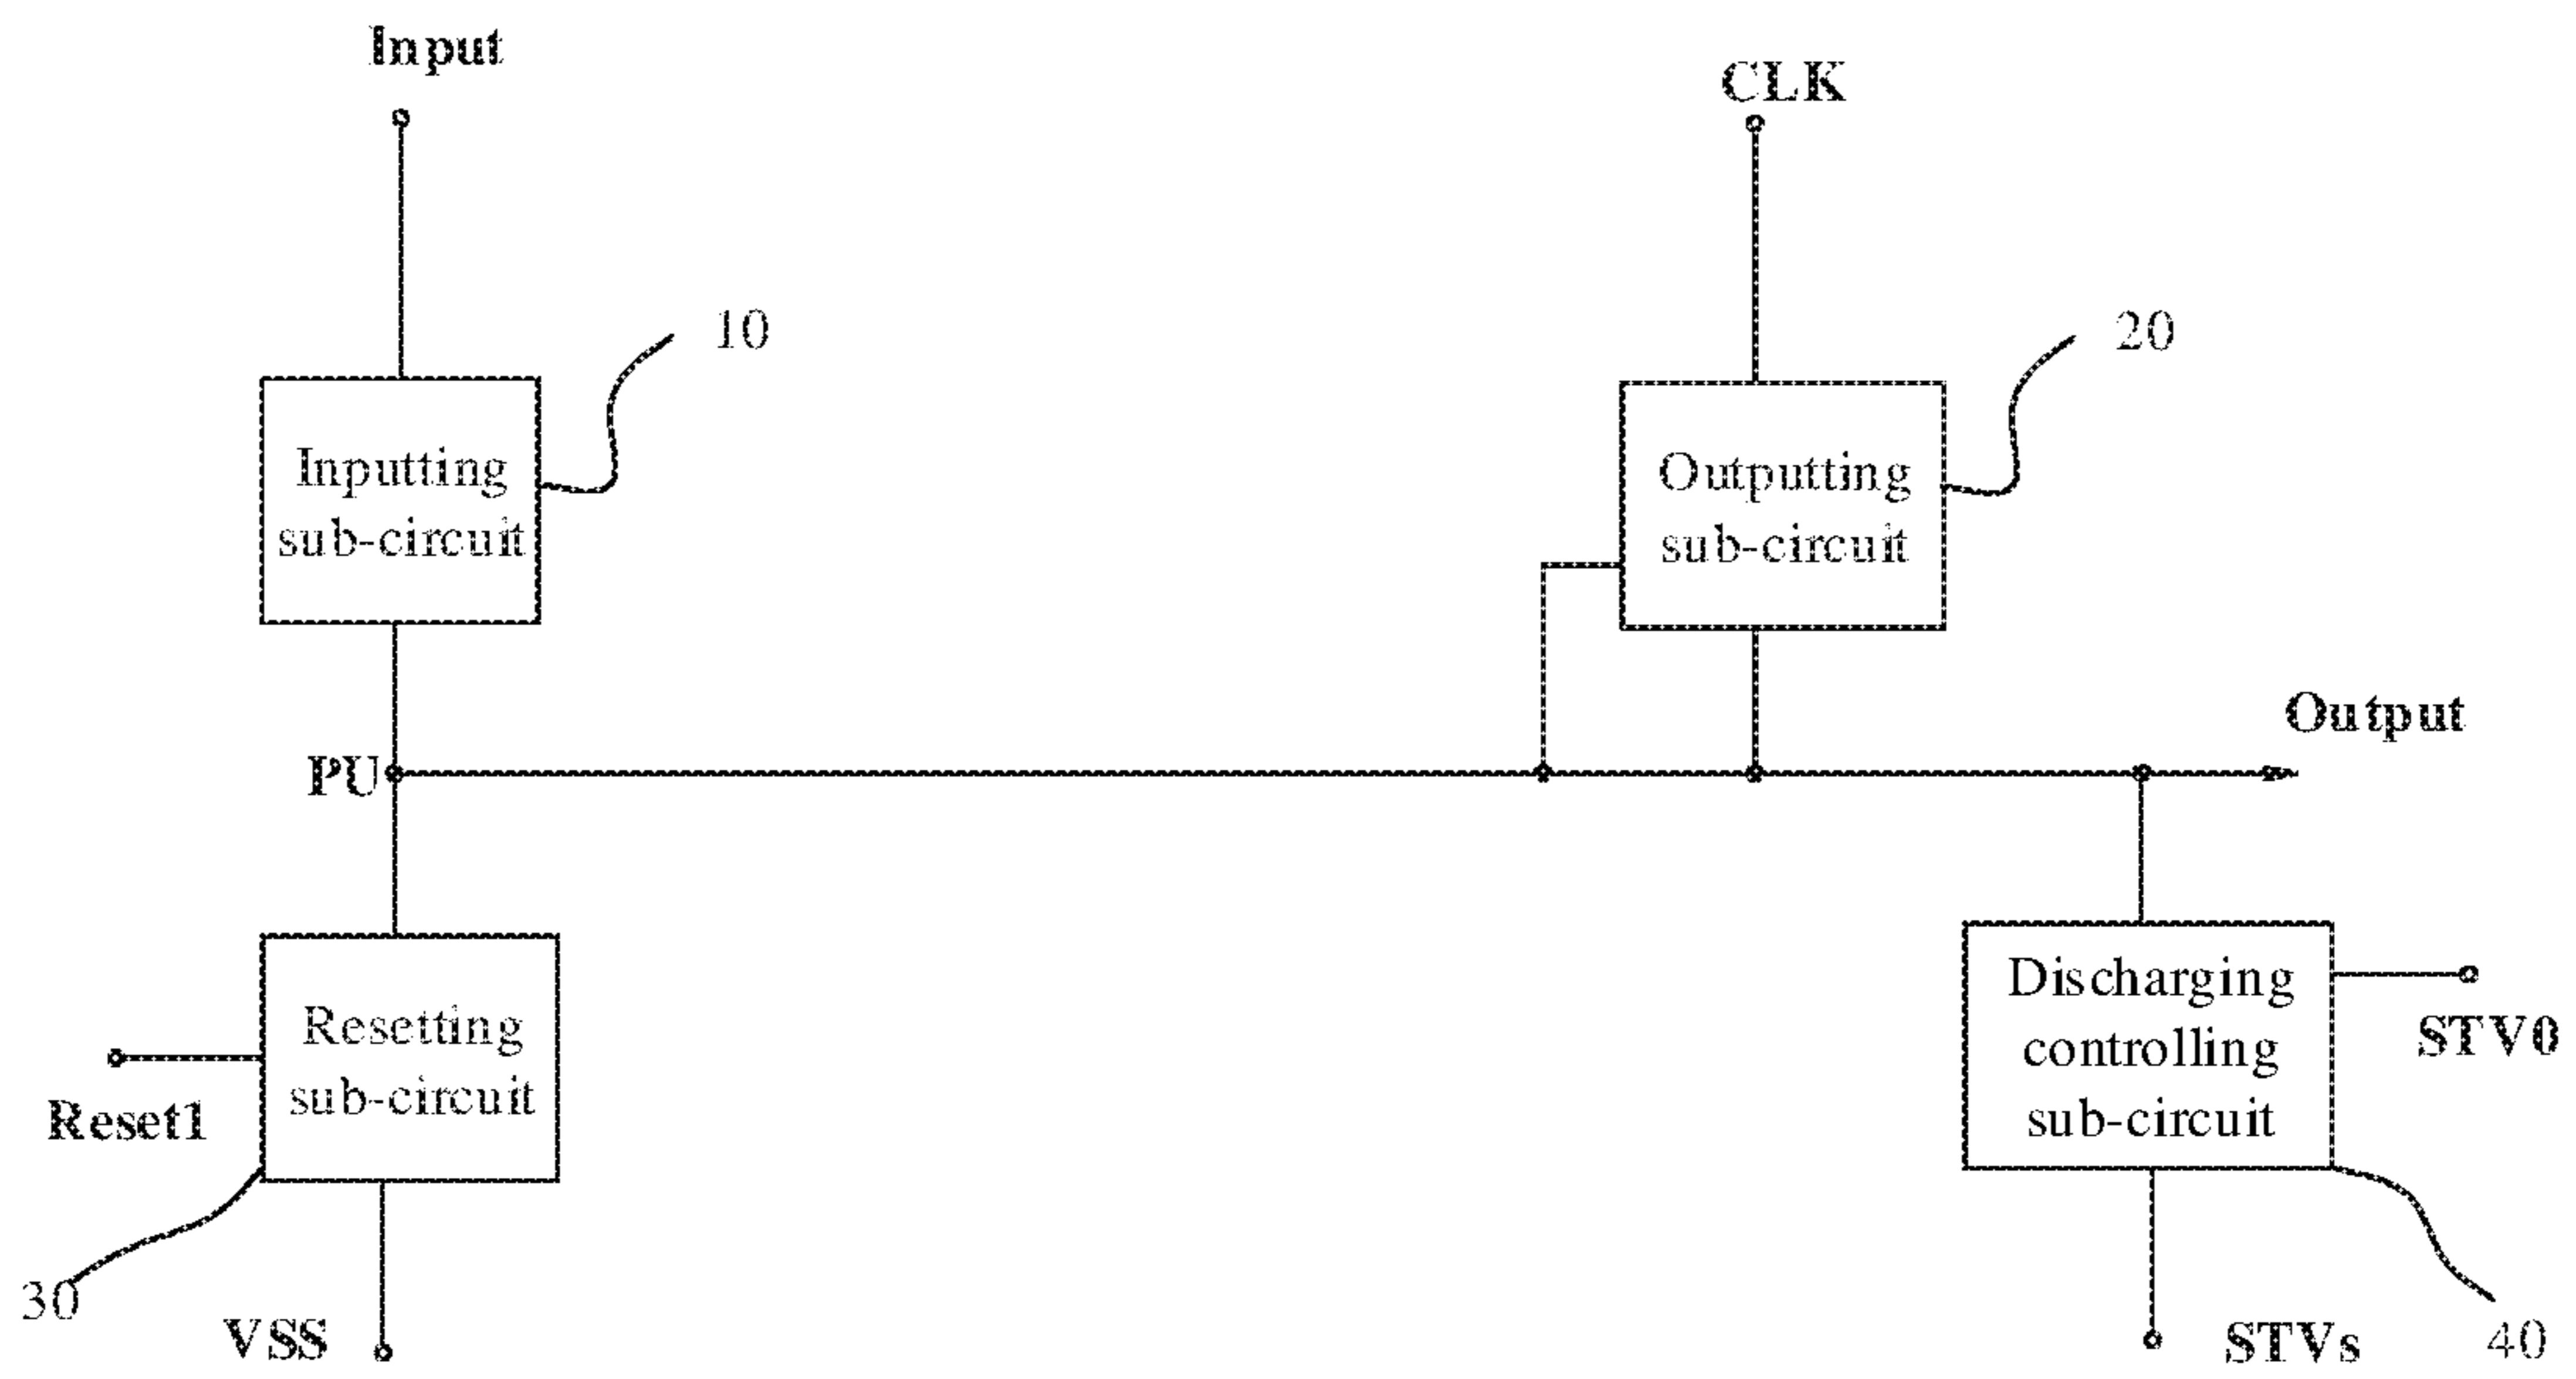 Input
CLK
10
20
Inputting
sub-circuit
Outputting
sub-circuit
Output
PU
Resetting
sub-circuit
Discharging
controlling
sub-circuit
STV0
Reset1
30
VSS
STVs
40